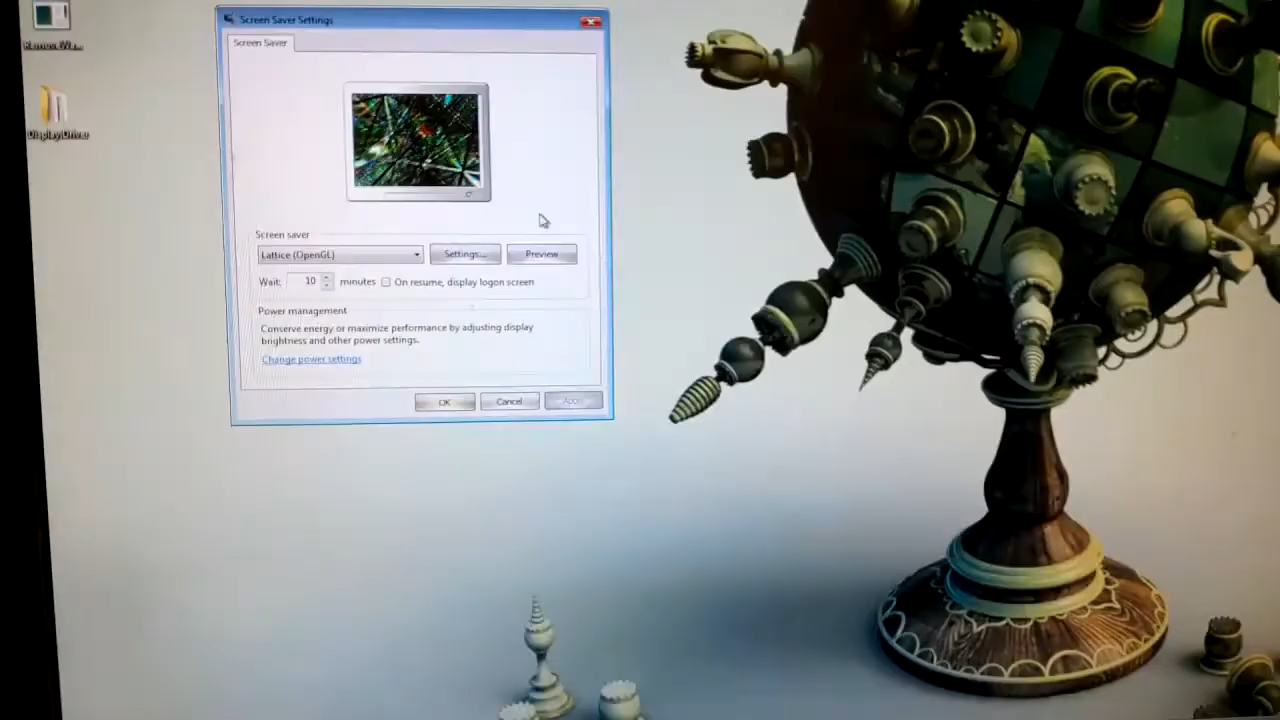 Screen Saver Settings
Screen Saver
Screen saver
Lattice (OpenGL)
Settings...
Preview
Wait:
10
minutes
On resume, display logon screen
Power management
Conserve energy or maximize performance by adjusting display
brightness and other power settings.
Change power settings
OK
Cancel
Apply